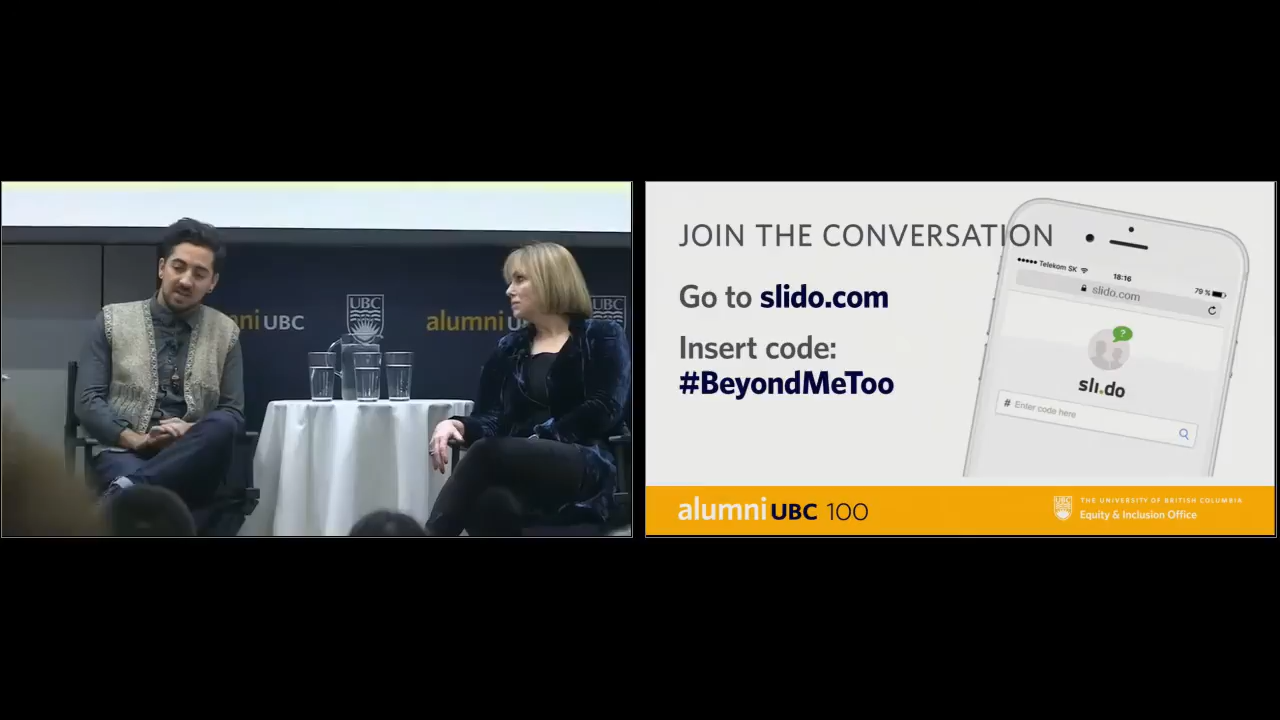 alumni UBC
UBC
alumni
UBC
JOIN THE CONVERSATION
Go to slido.com
Insert code:
#BeyondMeToo
Telekom SK
18:16
79 %
slido.com
?
sli.do
# Enter code here
alumni UBC 100
UBC
THE UNIVERSITY OF BRITISH COLUMBIA
Equity & Inclusion Office